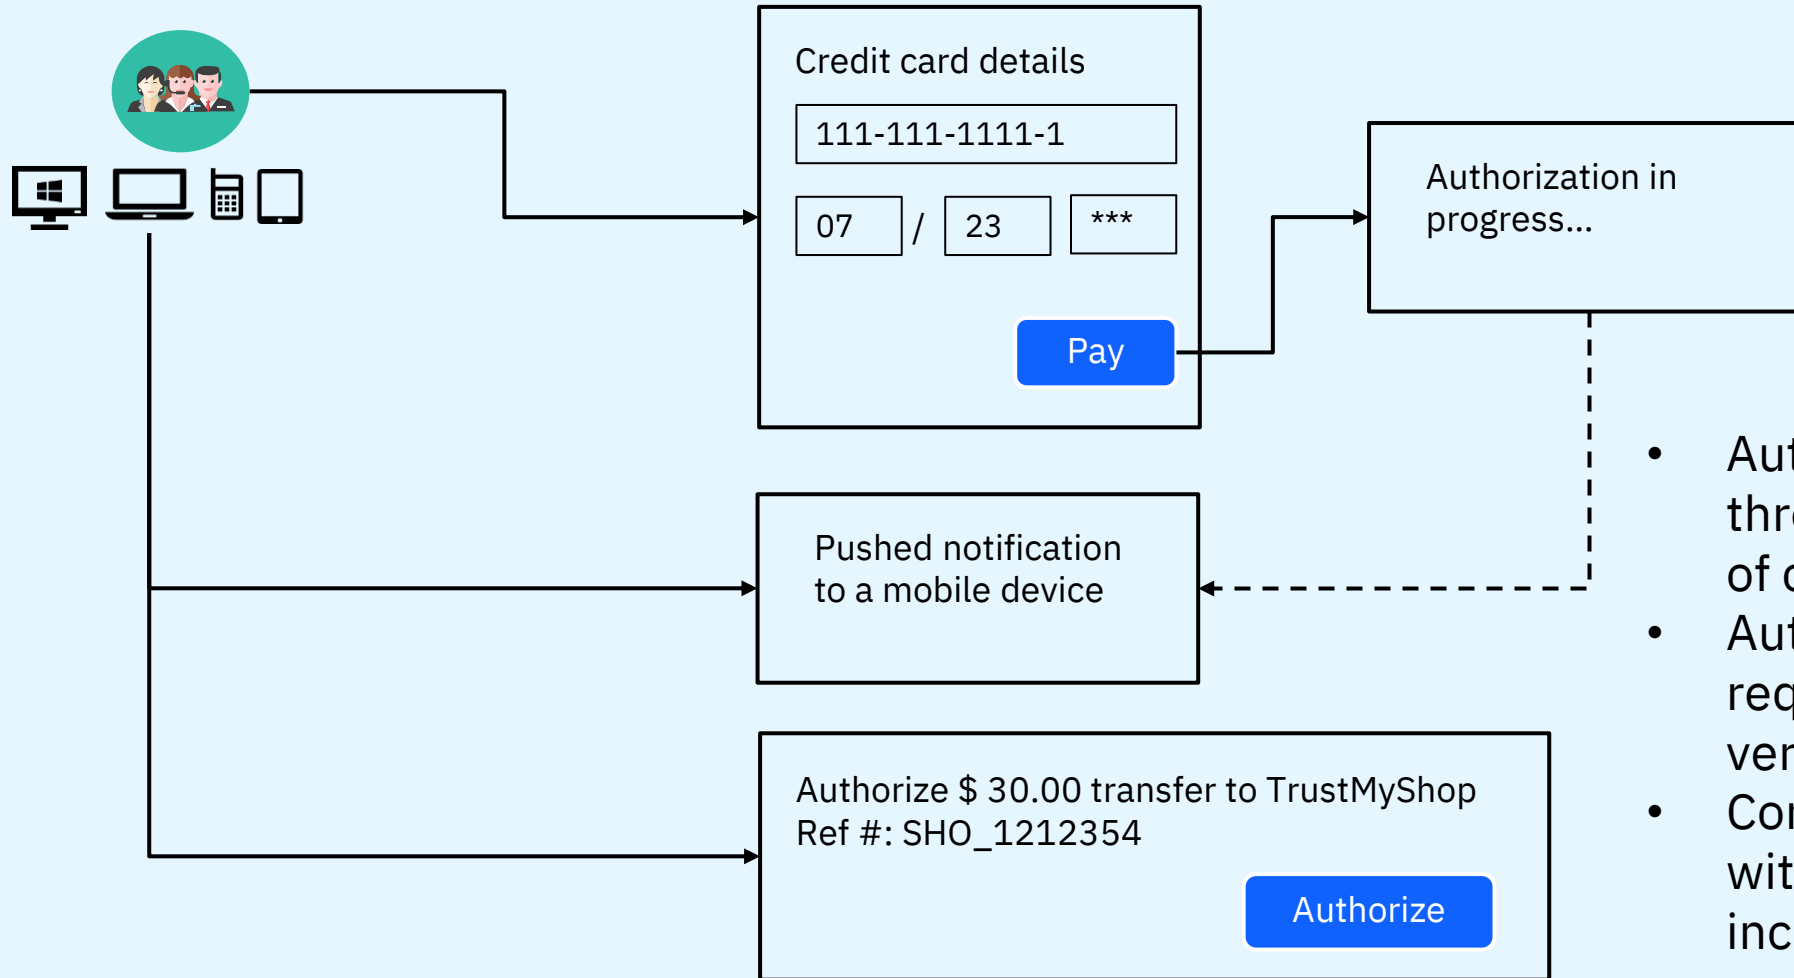 Credit card details
111-111-1111-1
07 / 23 ***
Pay
Authorization in
progress...
Pushed notification
to a mobile device
Authorize $ 30.00 transfer to TrustMyShop
Ref #: SHO_1212354
Authorize
•
of
•
•